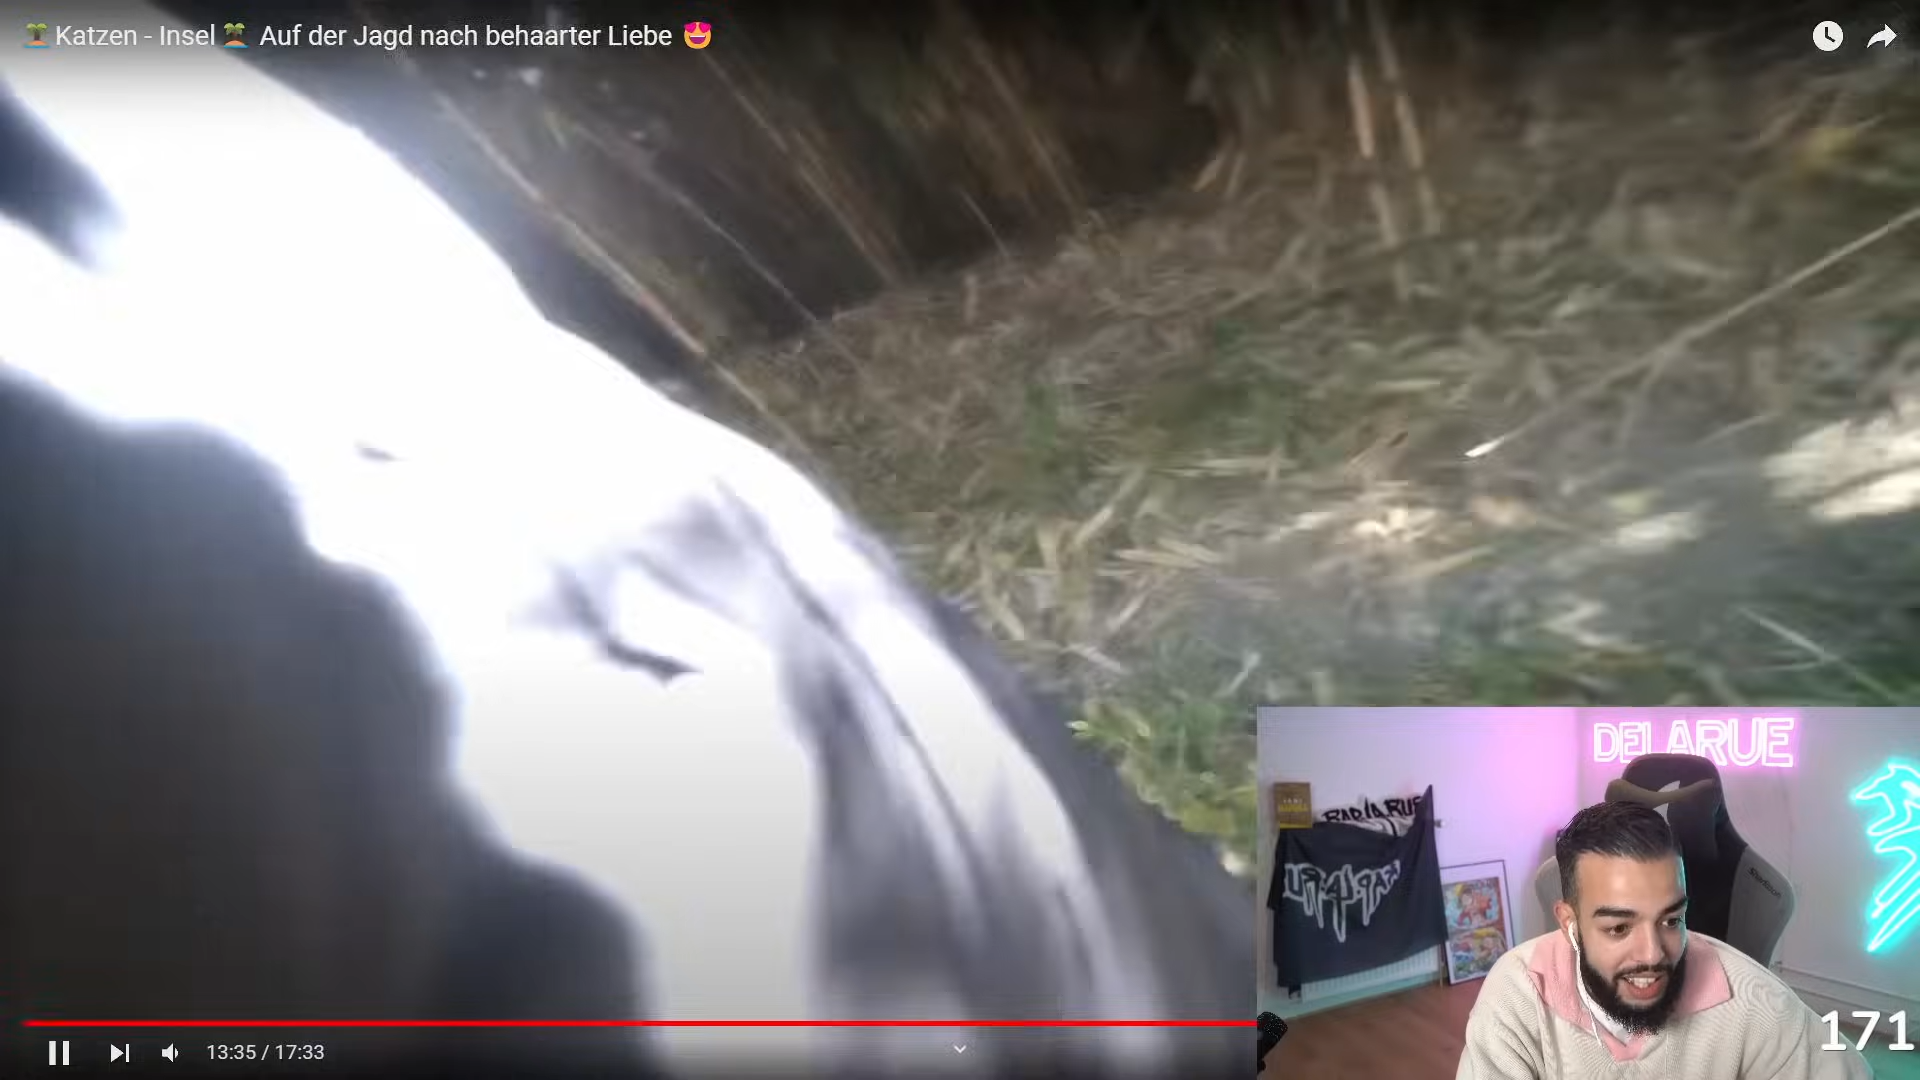 🏝️Katzen - Insel🏝️ Auf der Jagd nach behaarter Liebe 😍
DELARUE
13:35 / 17:33
171